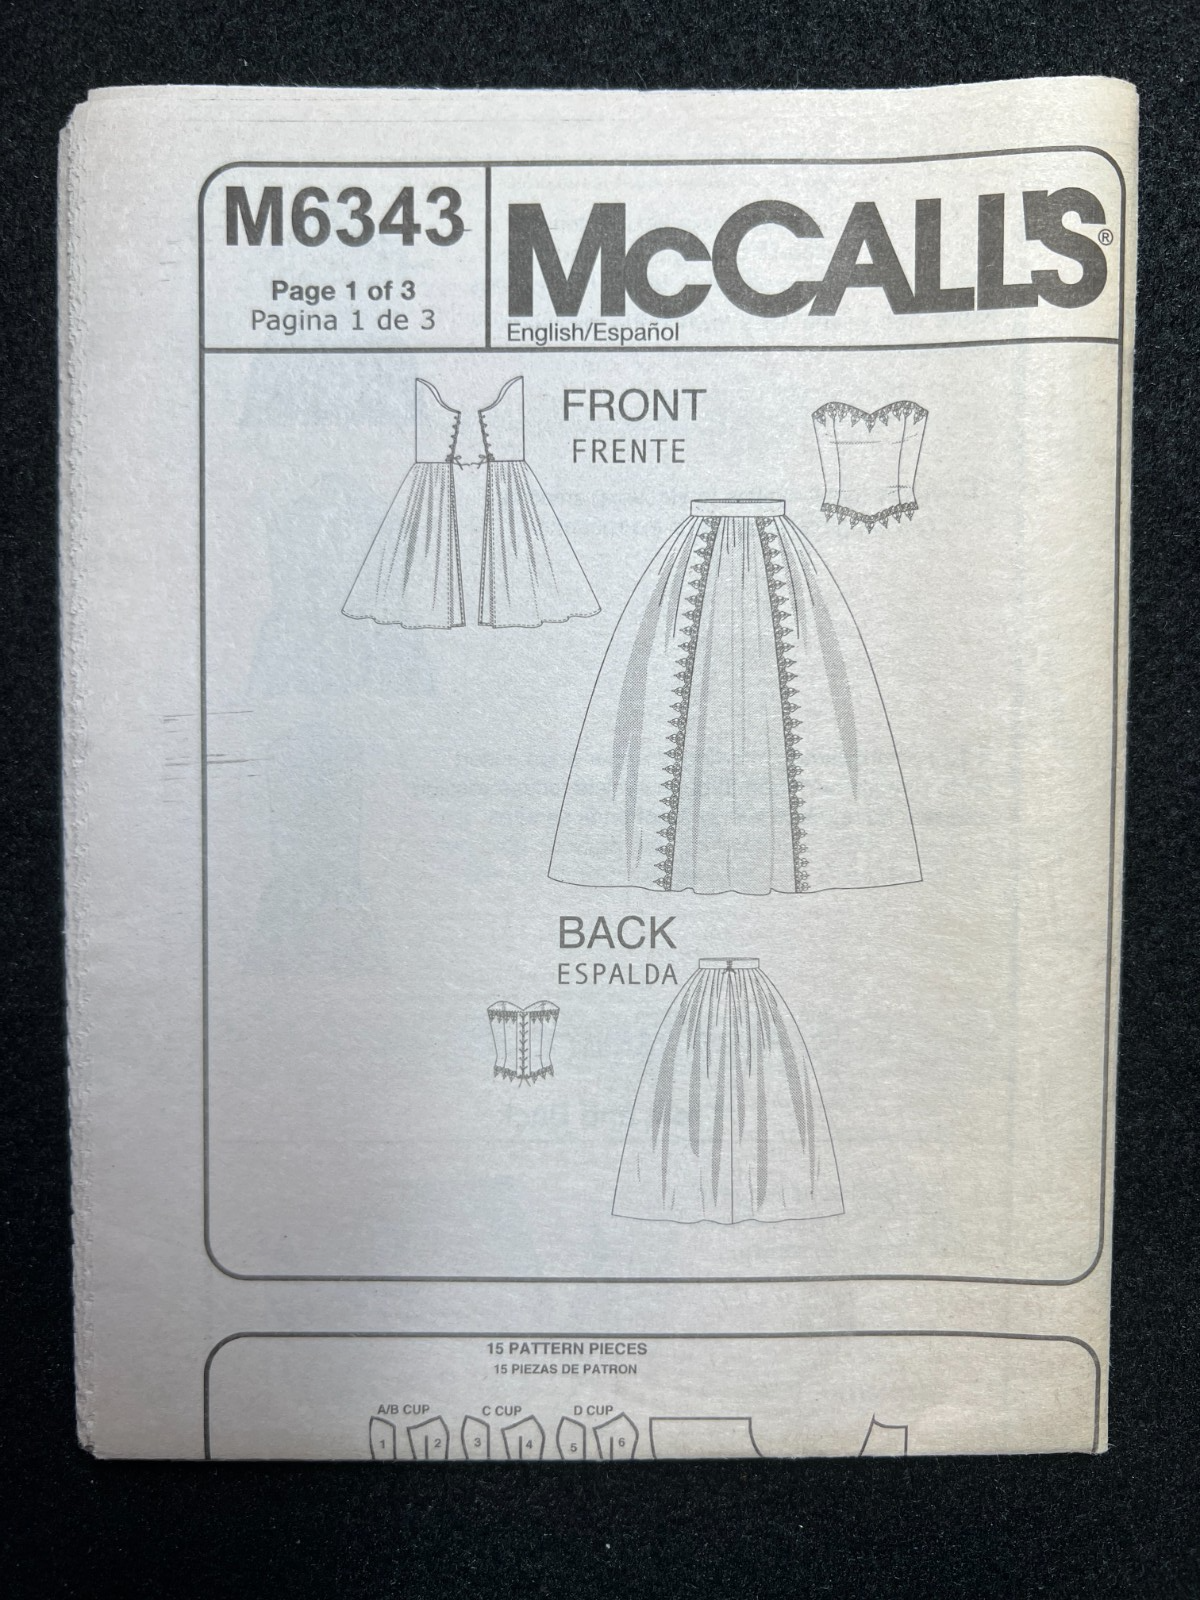 M6343
Page 1 of 3
Pagina 1 de 3
McCALL'S®
English/Español
FRONT
FRENTE
BACK
ESPALDA
15 PATTERN PIECES
15 PIEZAS DE PATRON
A/B CUP C CUP D CUP
1 2 3 4 5 6